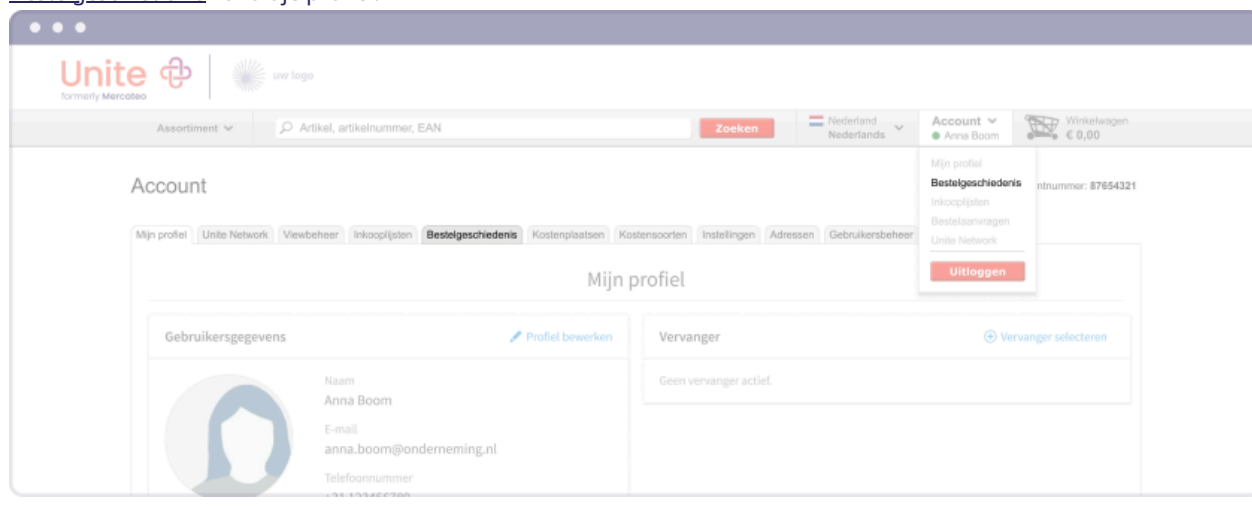 Unite
formerly Mercateo
uw logo
Assortiment
Artikel, artikelnummer, EAN
Zoeken
Nederland
Nederlands
Account
Anna Boom
Winkelwagen
€ 0,00
Mijn profiel
Bestelgeschiedenis
Inkooplijsten
Bestelaanvragen
Unite Network
Uitloggen
Account
ntnummer: 87654321
Mijn profiel Unite Network Viewbeheer Inkooplijsten Bestelgeschiedenis Kostenplaatsen Kostensoorten Instellingen Adressen Gebruikersbeheer
Mijn profiel
Gebruikersgegevens
Profiel bewerken
Naam
Anna Boom
E-mail
anna.boom@onderneming.nl
Telefoonnummer
Vervanger
Vervanger selecteren
Geen vervanger actief.